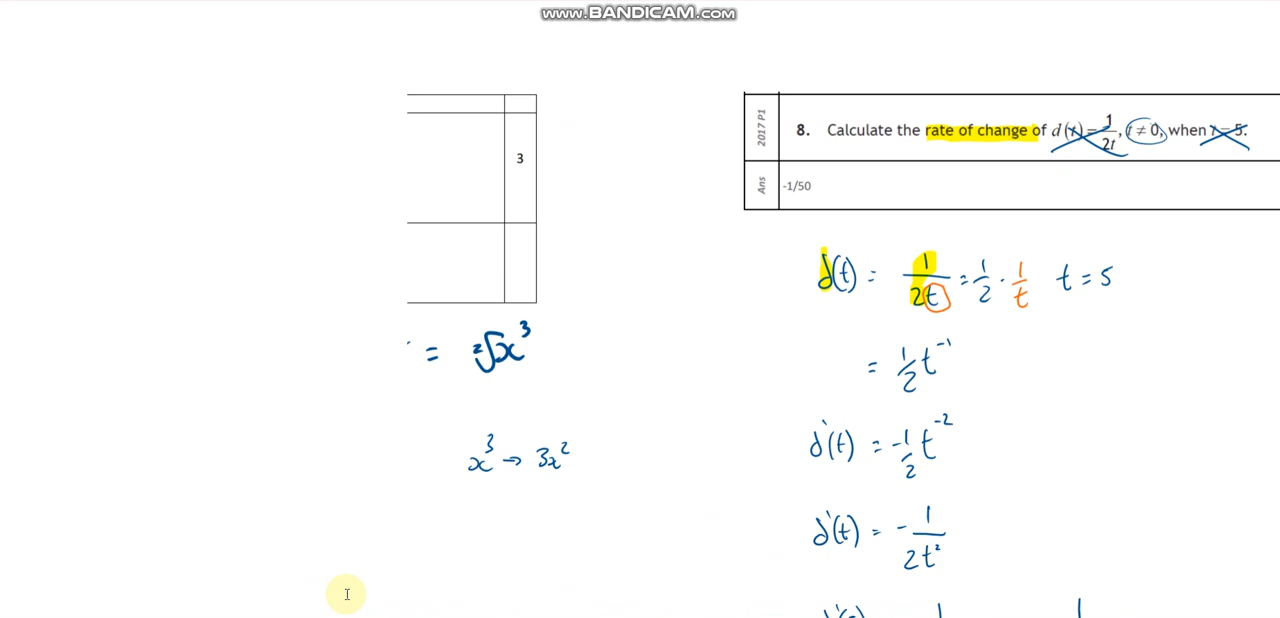 www.BANDICAM.com
3
= ²√x³
x³ → 3x²
2017 P1
8. Calculate the rate of change of d(t) = 1/2t, t ≠ 0, when t = 5.
Ans
-1/50
d(t) = 1/2t = 1/2 · 1/t t = 5
= 1/2 t⁻¹
d'(t) = -1/2 t⁻²
d'(t) = - 1/2t²